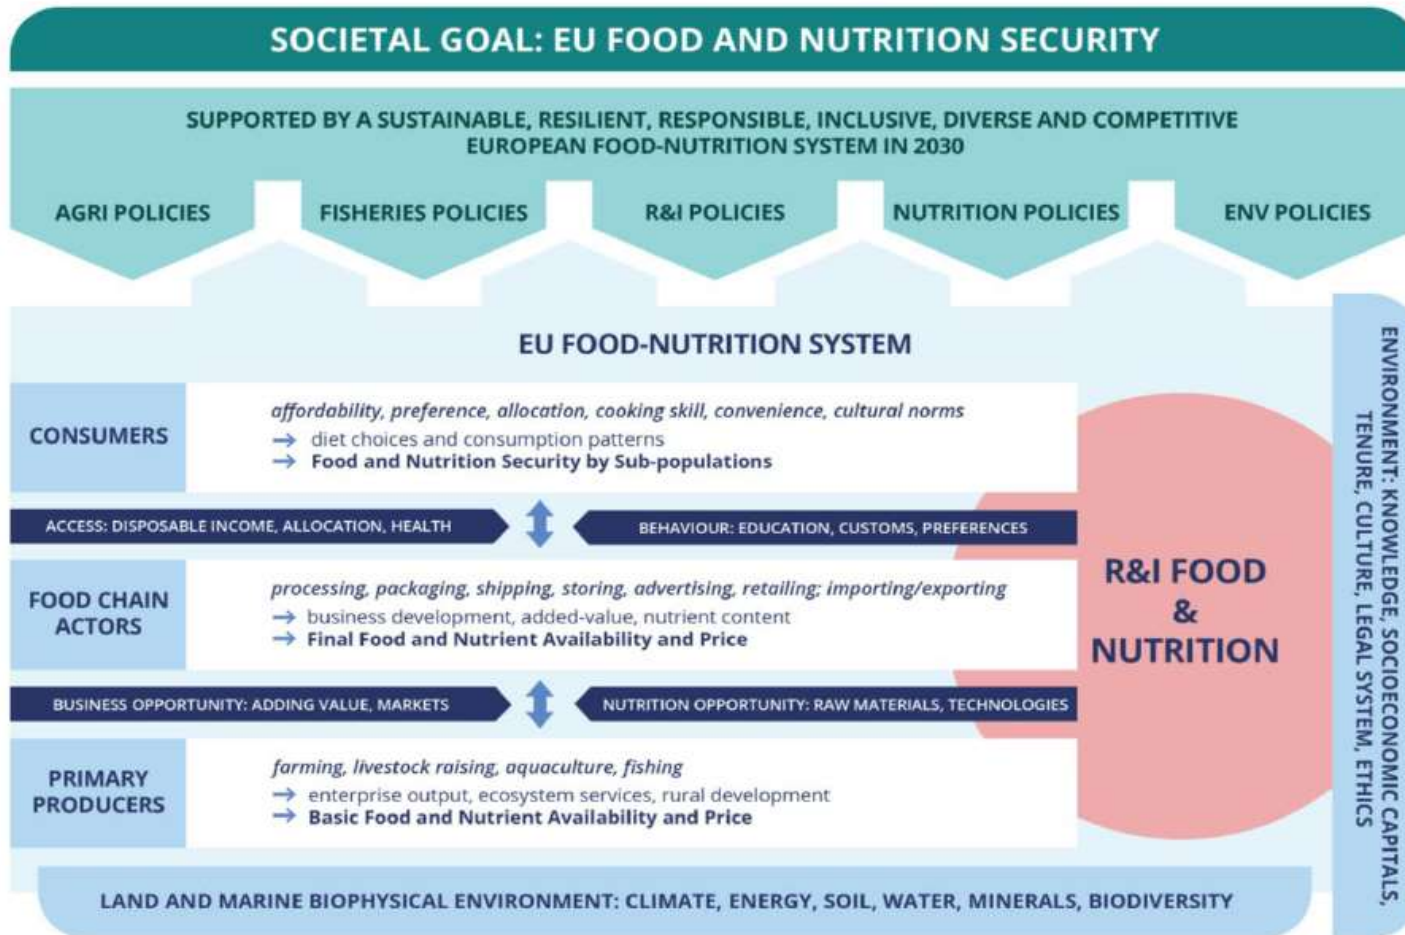 SOCIETAL GOAL: EU FOOD AND NUTRITION SECURITY
SUPPORTED BY A SUSTAINABLE, RESILIENT, RESPONSIBLE, INCLUSIVE, DIVERSE AND COMPETITIVE
EUROPEAN FOOD-NUTRITION SYSTEM IN 2030
AGRI POLICIES
FISHERIES POLICIES
R&I POLICIES
NUTRITION POLICIES
ENV POLICIES
EU FOOD-NUTRITION SYSTEM
CONSUMERS
affordability, preference, allocation, cooking skill, convenience, cultural norms
→ diet choices and consumption patterns
→ Food and Nutrition Security by Sub-populations
ACCESS: DISPOSABLE INCOME, ALLOCATION, HEALTH
BEHAVIOUR: EDUCATION, CUSTOMS, PREFERENCES
FOOD CHAIN
ACTORS
processing, packaging, shipping, storing, advertising, retailing; importing/exporting
→ business development, added-value, nutrient content
→ Final Food and Nutrient Availability and Price
BUSINESS OPPORTUNITY: ADDING VALUE, MARKETS
NUTRITION OPPORTUNITY: RAW MATERIALS, TECHNOLOGIES
PRIMARY
PRODUCERS
farming, livestock raising, aquaculture, fishing
→ enterprise output, ecosystem services, rural development
→ Basic Food and Nutrient Availability and Price
R&I FOOD
&
NUTRITION
ENVIRONMENT: KNOWLEDGE, SOCIOECONOMIC CAPITALS,
TENURE, CULTURE, LEGAL SYSTEM, ETHICS
LAND AND MARINE BIOPHYSICAL ENVIRONMENT: CLIMATE, ENERGY, SOIL, WATER, MINERALS, BIODIVERSITY